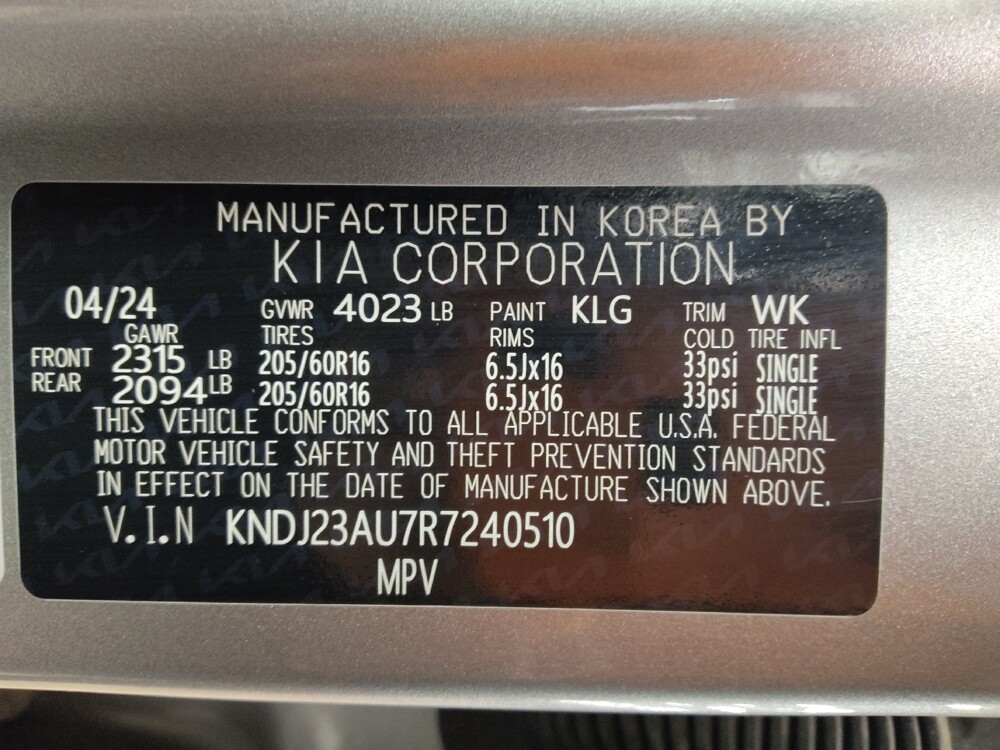 MANUFACTURED IN KOREA BY
KIA CORPORATION
04/24 GVWR 4023 LB PAINT KLG TRIM WK
GAWR TIRES RIMS COLD TIRE INFL
FRONT 2315 LB 205/60R16 6.5Jx16 33psi SINGLE
REAR 2094 LB 205/60R16 6.5Jx16 33psi SINGLE
THIS VEHICLE CONFORMS TO ALL APPLICABLE U.S.A. FEDERAL
MOTOR VEHICLE SAFETY AND THEFT PREVENTION STANDARDS
IN EFFECT ON THE DATE OF MANUFACTURE SHOWN ABOVE.
V.I.N KNDJ23AU7R7240510
MPV